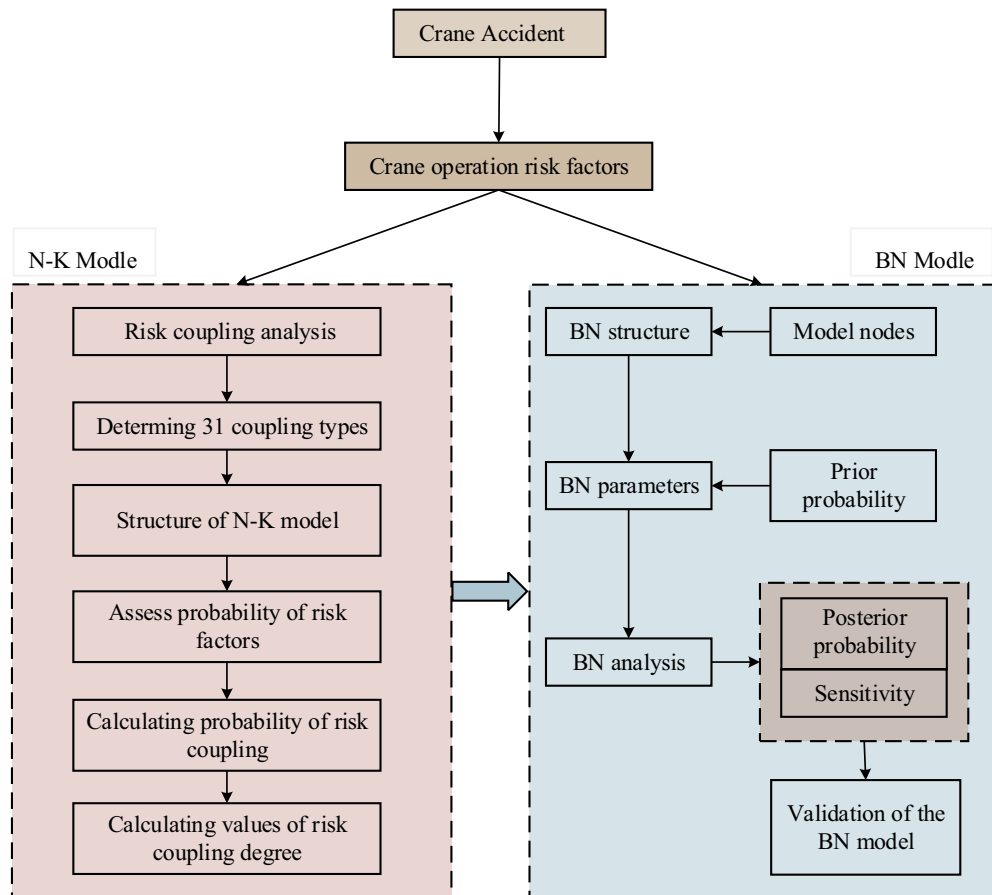 Crane Accident
Crane operation risk factors
N-K Modle
Risk coupling analysis
Determing 31 coupling types
Structure of N-K model
Assess probability of risk
factors
Calculating probability of risk
coupling
Calculating values of risk
coupling degree
BN Modle
BN structure
Model nodes
BN parameters
Prior
probability
BN analysis
Posterior
probability
Sensitivity
Validation of the
BN model